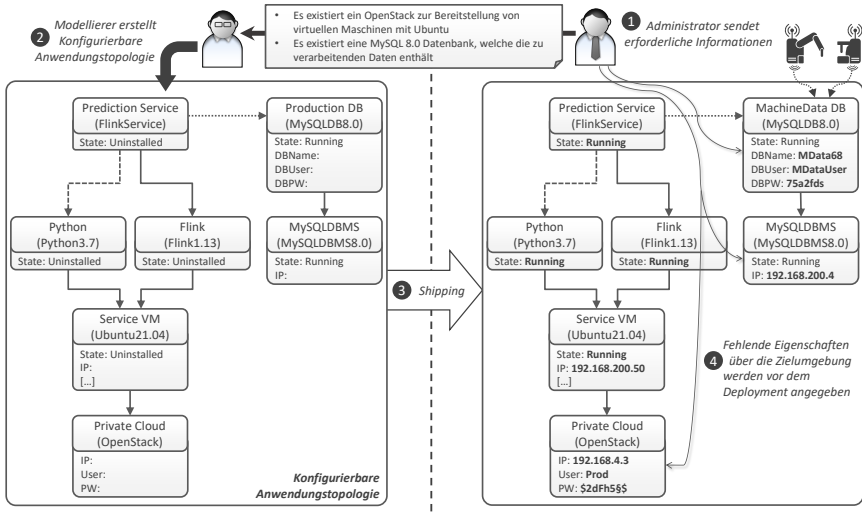 2 Modellierer erstellt
Konfigurierbare
Anwendungstopologie
• Es existiert ein OpenStack zur Bereitstellung von
virtuellen Maschinen mit Ubuntu
• Es existiert eine MySQL 8.0 Datenbank, welche die zu
verarbeitenden Daten enthält
1 Administrator sendet
erforderliche Informationen
Prediction Service
(FlinkService)
State: Uninstalled
Production DB
(MySQLDB8.0)
State: Running
DBName:
DBUser:
DBPW:
Python
(Python3.7)
State: Uninstalled
Flink
(Flink1.13)
State: Uninstalled
MySQLDBMS
(MySQLDBMS8.0)
State: Running
IP:
Service VM
(Ubuntu21.04)
State: Uninstalled
IP:
[...]
Private Cloud
(OpenStack)
IP:
User:
PW:
Konfigurierbare
Anwendungstopologie
3 Shipping
Prediction Service
(FlinkService)
State: Running
MachineData DB
(MySQLDB8.0)
State: Running
DBName: MData68
DBUser: MDataUser
DBPW: 75a2fds
Python
(Python3.7)
State: Running
Flink
(Flink1.13)
State: Running
MySQLDBMS
(MySQLDBMS8.0)
State: Running
IP: 192.168.200.4
Service VM
(Ubuntu21.04)
State: Running
IP: 192.168.200.50
[...]
Private Cloud
(OpenStack)
IP: 192.168.4.3
User: Prod
PW: $2dFh5§$
4 Fehlende Eigenschaften
über die Zielumgebung
werden vor dem
Deployment angegeben